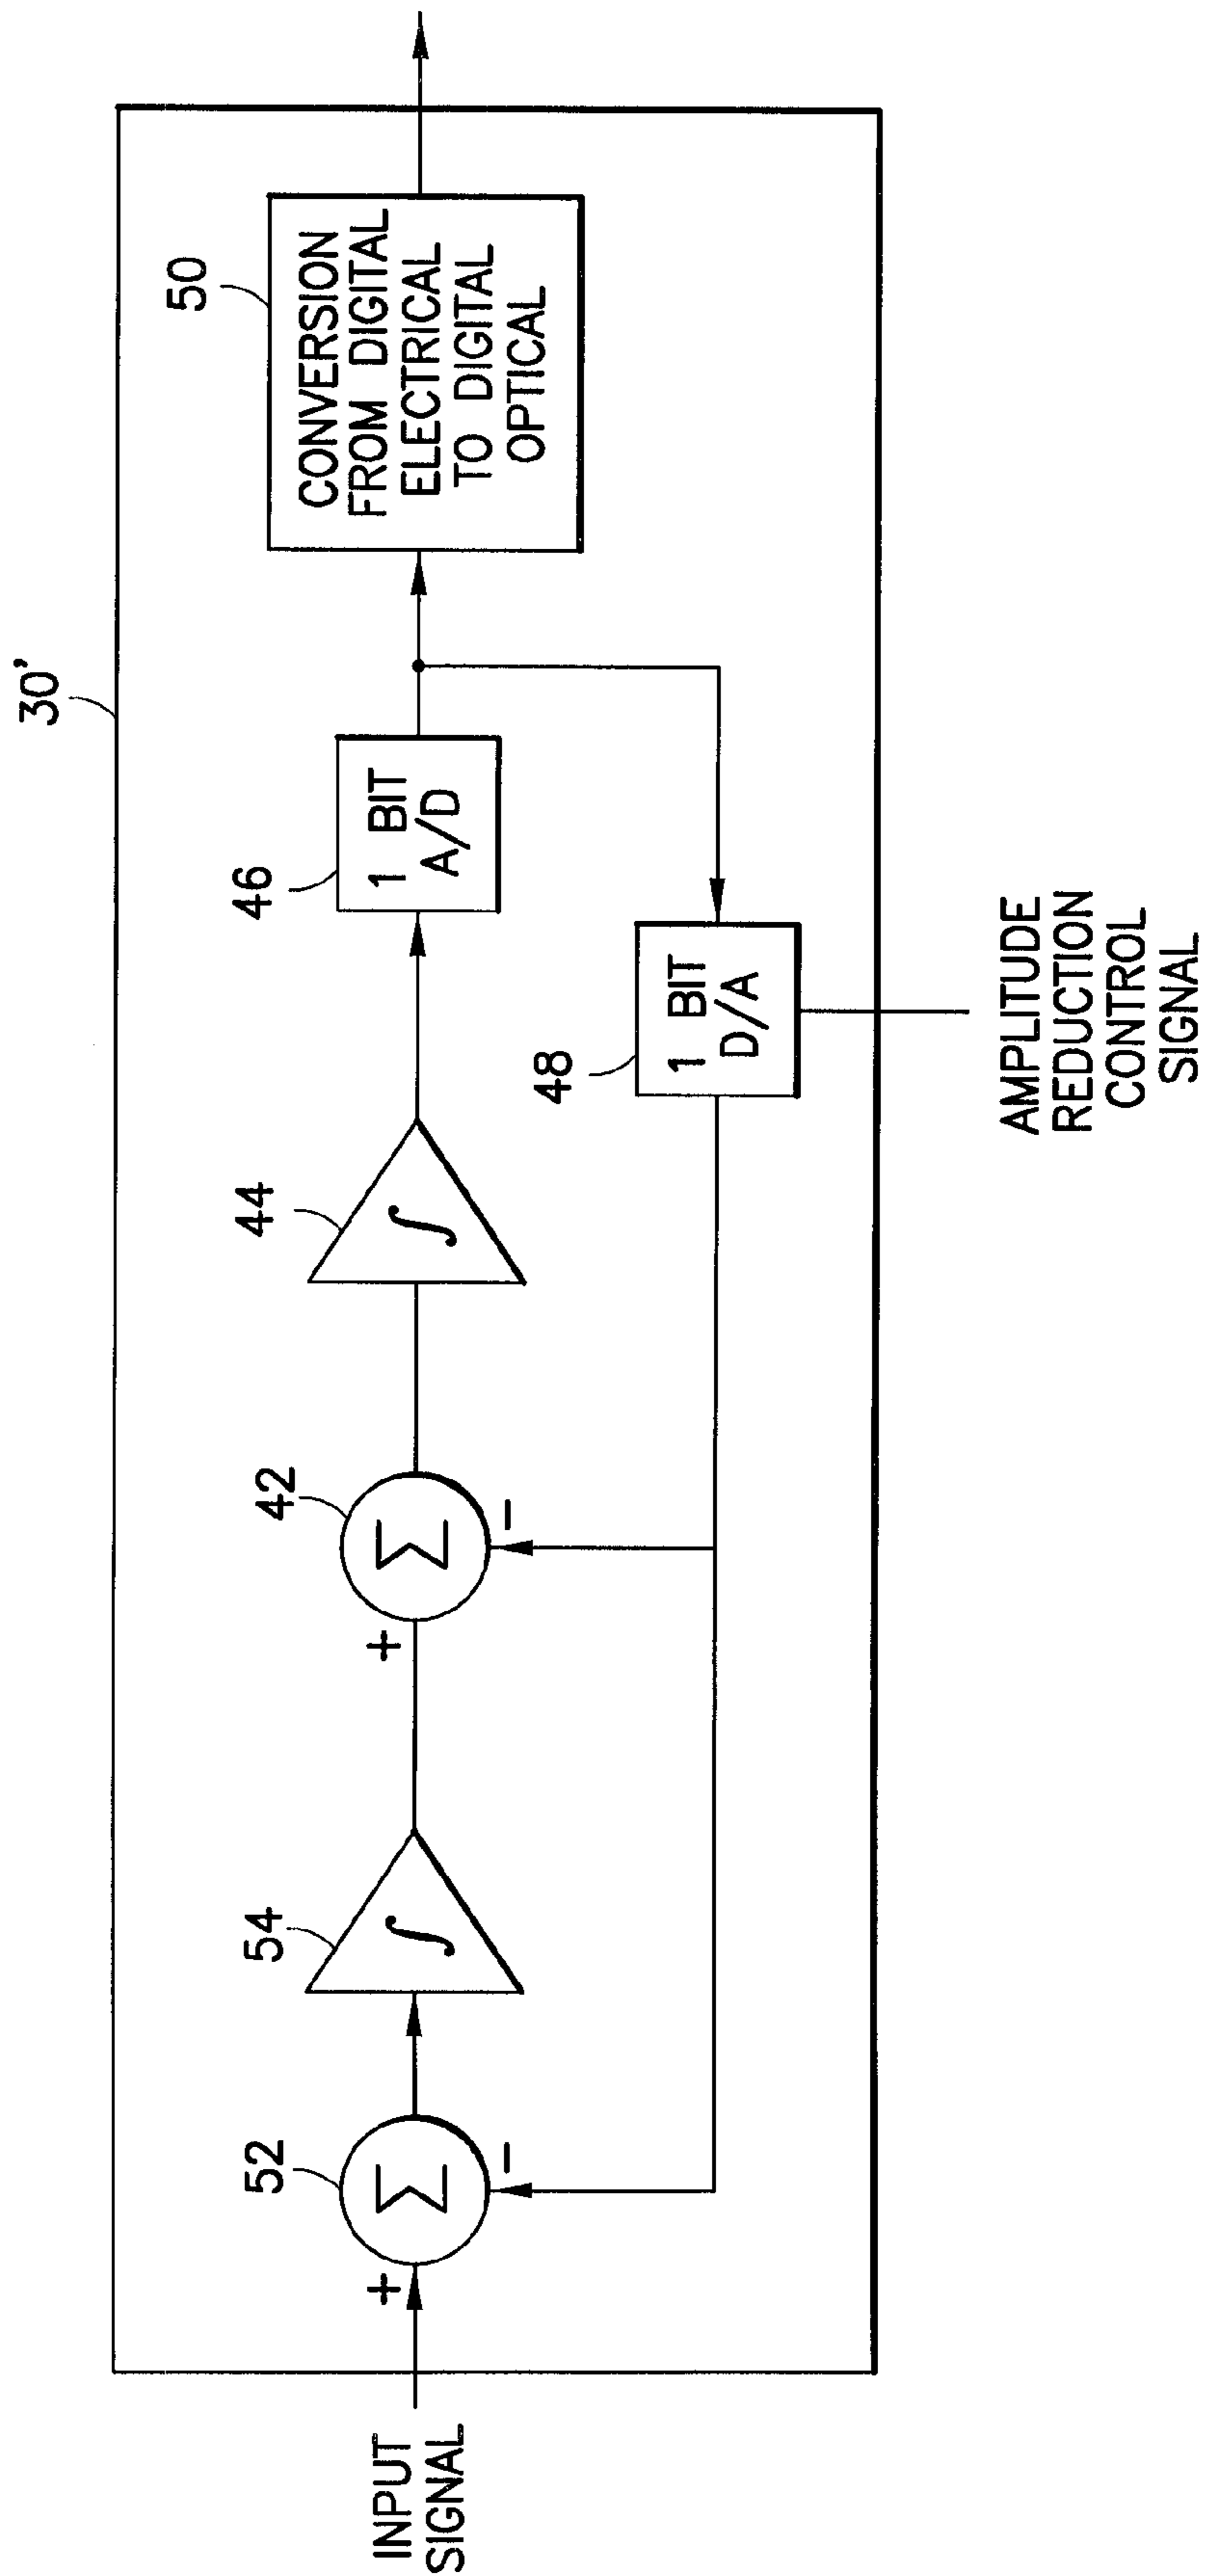 30'
INPUT
SIGNAL
+
52
Σ
−
54
∫
+
42
Σ
−
44
∫
46
1 BIT
A/D
48
1 BIT
D/A
50
CONVERSION
FROM DIGITAL
ELECTRICAL
TO DIGITAL
OPTICAL
AMPLITUDE
REDUCTION
CONTROL
SIGNAL